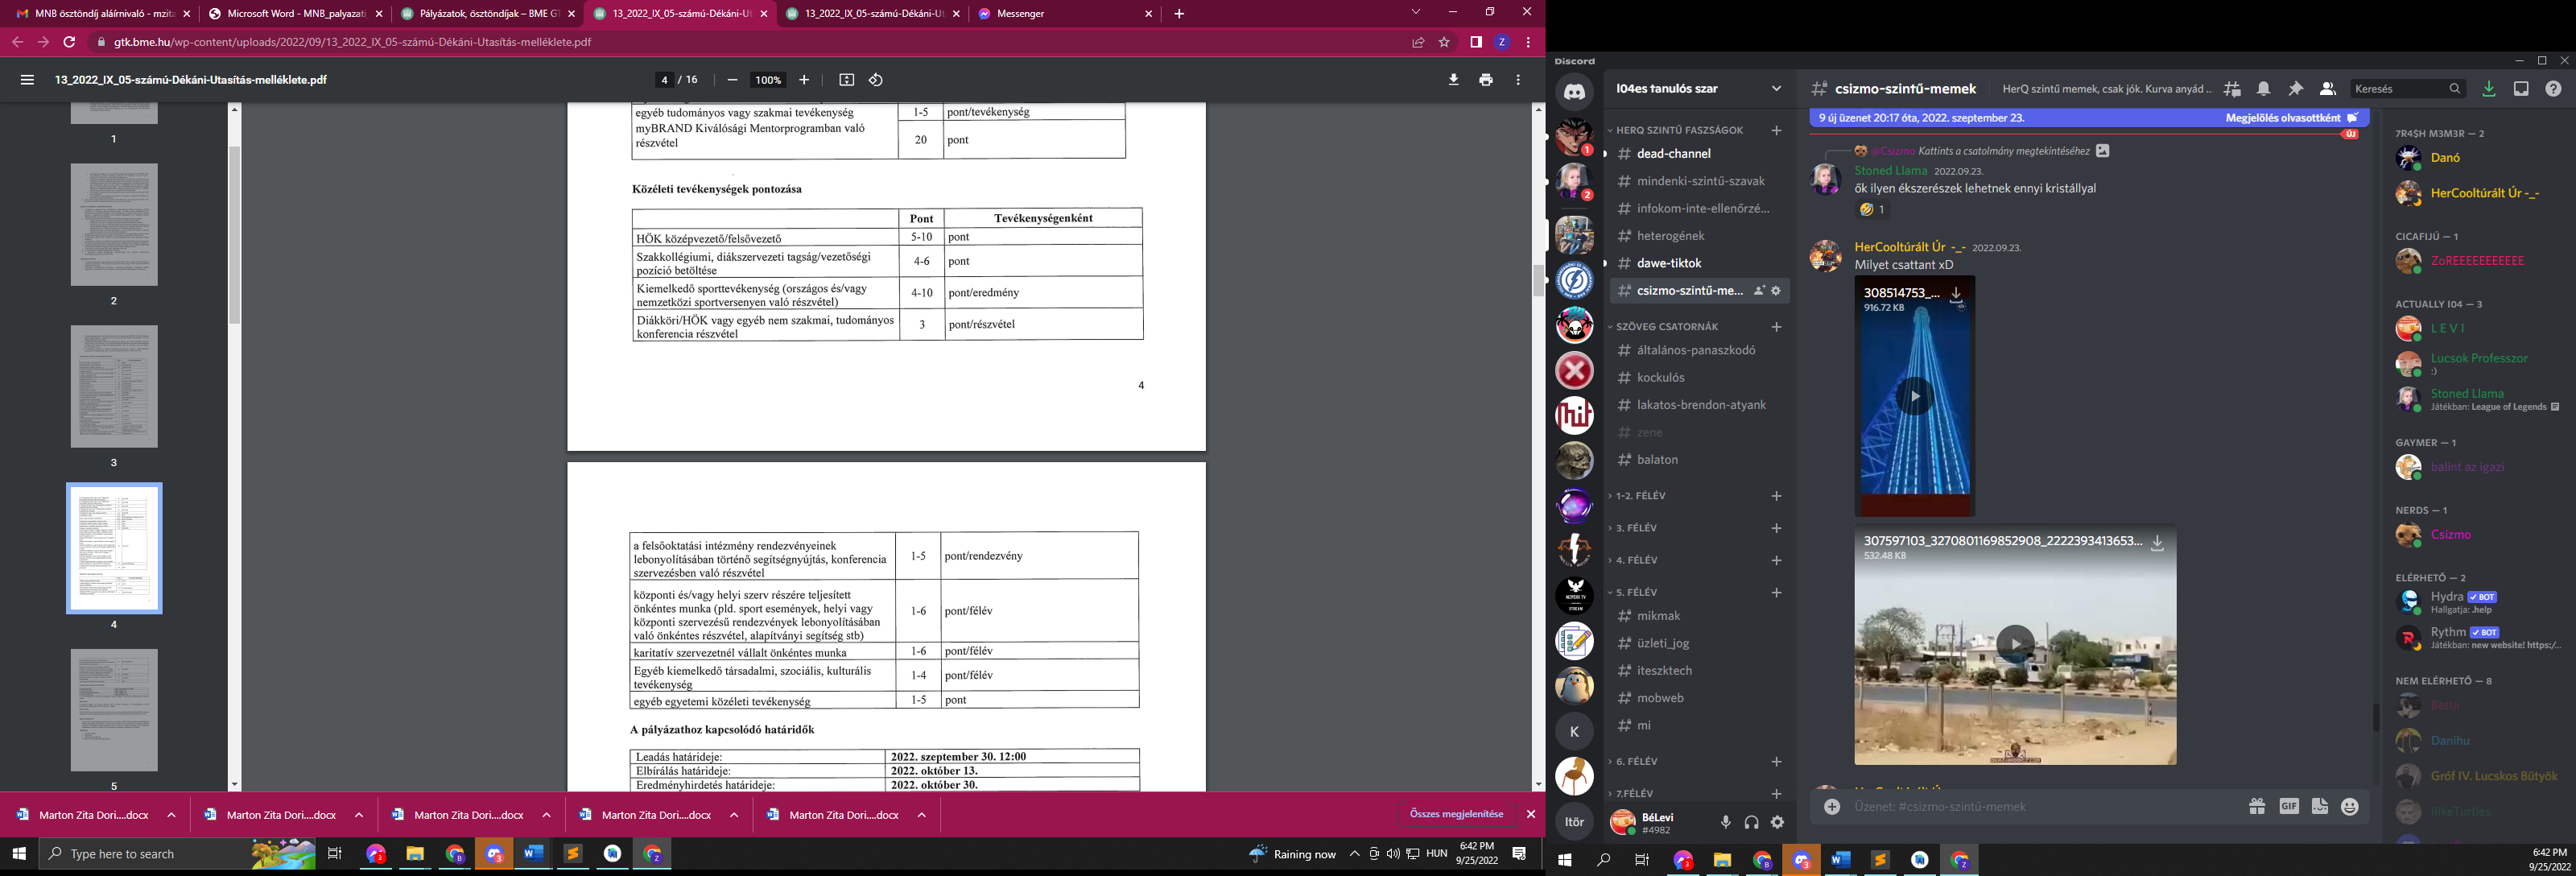 MNB ösztöndíj aláírnivaló - mzita
Microsoft Word - MNB_palyazati
Pályázatok, ösztöndíjak – BME GT
13_2022_IX_05-számú-Dékáni-Ut
13_2022_IX_05-számú-Dékáni-Ut
Messenger
gtk.bme.hu/wp-content/uploads/2022/09/13_2022_IX_05-számú-Dékáni-Utasítás-melléklete.pdf
Z
13_2022_IX_05-számú-Dékáni-Utasítás-melléklete.pdf
4 / 16
100%
1
2
3
4
5
egyéb tudományos vagy szakmai tevékenység 1-5 pont/tevékenység
myBRAND Kiválósági Mentorprogramban való
részvétel 20 pont
Közéleti tevékenységek pontozása
Pont Tevékenységenként
HÖK középvezető/felsővezető 5-10 pont
Szakkollégiumi, diákszervezeti tagság/vezetőségi
pozíció betöltése 4-6 pont
Kiemelkedő sporttevékenység (országos és/vagy
nemzetközi sportversenyen való részvétel) 4-10 pont/eredmény
Diákköri/HÖK vagy egyéb nem szakmai, tudományos
konferencia részvétel 3 pont/részvétel
4
a felsőoktatási intézmény rendezvényeinek
lebonyolításában történő segítségnyújtás, konferencia
szervezésben való részvétel 1-5 pont/rendezvény
központi és/vagy helyi szerv részére teljesített
önkéntes munka (pld. sport események, helyi vagy
központi szervezésű rendezvények lebonyolításában
való önkéntes részvétel, alapítványi segítség stb) 1-6 pont/félév
karitatív szervezetnél vállalt önkéntes munka 1-6 pont/félév
Egyéb kiemelkedő társadalmi, szociális, kulturális
tevékenység 1-4 pont/félév
egyéb egyetemi közéleti tevékenység 1-5 pont
A pályázathoz kapcsolódó határidők
Leadás határideje: 2022. szeptember 30. 12:00
Elbírálás határideje: 2022. október 13.
Eredményhirdetés határideje: 2022. október 30.
Marton Zita Dori....docx
Marton Zita Dori....docx
Marton Zita Dori....docx
Marton Zita Dori....docx
Marton Zita Dori....docx
Összes megjelenítése
Type here to search
Raining now
HUN
6:42 PM
9/25/2022
Discord
1
2
K
ltör
I04es tanulós szar
HERQ SZINTŰ FASZSÁGOK
dead-channel
mindenki-szintű-szavak
infokom-inte-ellenőrzé...
heterogének
dawe-tiktok
csizmo-szintű-me...
SZÖVEG CSATORNÁK
általános-panaszkodó
kockulós
lakatos-brendon-atyank
zene
balaton
1-2. FÉLÉV
3. FÉLÉV
4. FÉLÉV
5. FÉLÉV
mikmak
üzleti_jog
iteszktech
mobweb
mi
6. FÉLÉV
7.FÉLÉV
BéLevi
#4982
csizmo-szintű-memek
HerQ szintű memek, csak jók. Kurva anyád ...
Keresés
9 új üzenet 20:17 óta, 2022. szeptember 23. Megjelölés olvasottként
ÚJ
@Csizmo Kattints a csatolmány megtekintéséhez
Stoned Llama 2022.09.23.
ők ilyen ékszerészek lehetnek ennyi kristállyal
1
HerCooltúrált Úr -_- 2022.09.23.
Milyet csattant xD
308514753_...
916.72 KB
307597103_3270801169852908_2222393413653...
532.48 KB
Üzenet: #csizmo-szintű-memek
GIF
7R4$H M3M3R — 2
Danó
HerCooltúrált Úr -_-
CICAFIJÚ — 1
ZoREEEEEEEEEEE
ACTUALLY I04 — 3
L E V I
Lucsok Professzor
:)
Stoned Llama
Játékban: League of Legends
GAYMER — 1
balint az igazi
NERDS — 1
Csizmo
ELÉRHETŐ — 2
Hydra BOT
Hallgatja: .help
Rythm BOT
Játékban: new website! https:/...
NEM ELÉRHETŐ — 8
Bettir
Danihu
Gróf IV. Lucskos Bütyök
IlikeTurtles
6:42 PM
9/25/2022